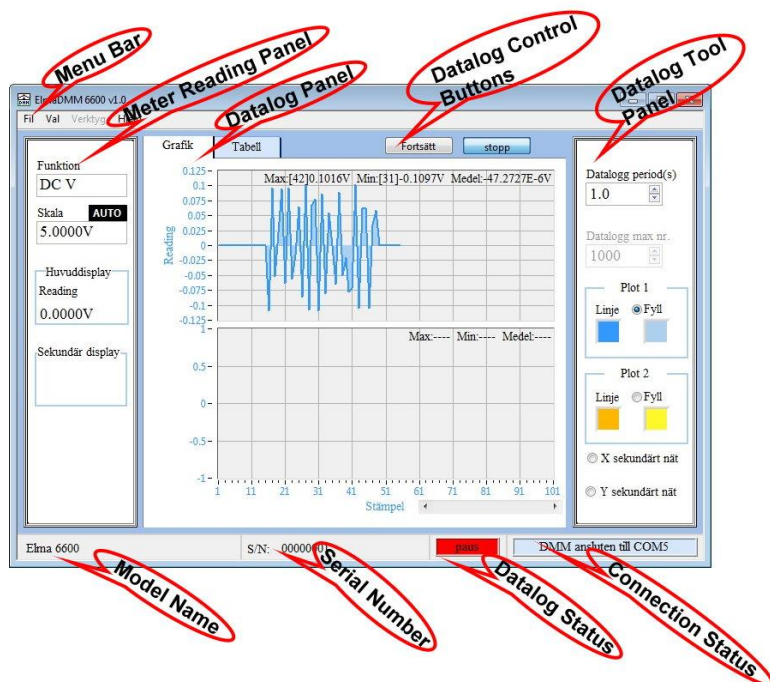 Menu Bar
Meter Reading Panel
Datalog Panel
Datalog Control
Buttons
Datalog Tool
Panel
DMM 6600 v1.0
Fil Val Verktyg
Grafik Tabell Fortsätt stopp
Funktion
DC V
Skala AUTO
5.0000V
Huvuddisplay
Reading
0.0000V
Sekundär display
Max:[42]0.1016V Min:[31]-0.1097V Medel:-47.2727E-6V
0.125
0.1
0.075
0.05
0.025
0
-0.025
-0.05
-0.075
-0.1
-0.125
Reading
Max:---- Min:---- Medel:----
1
0.5
0
-0.5
-1
1 11 21 31 41 51 61 71 81 91 101
Stämpel
Datalogg period(s)
1.0
Datalogg max nr.
1000
Plot 1
Linje Fyll
Plot 2
Linje Fyll
X sekundärt nät
Y sekundärt nät
Elma 6600 S/N: paus DMM ansluten till COM5
Model Name
Serial Number
Datalog Status
Connection Status